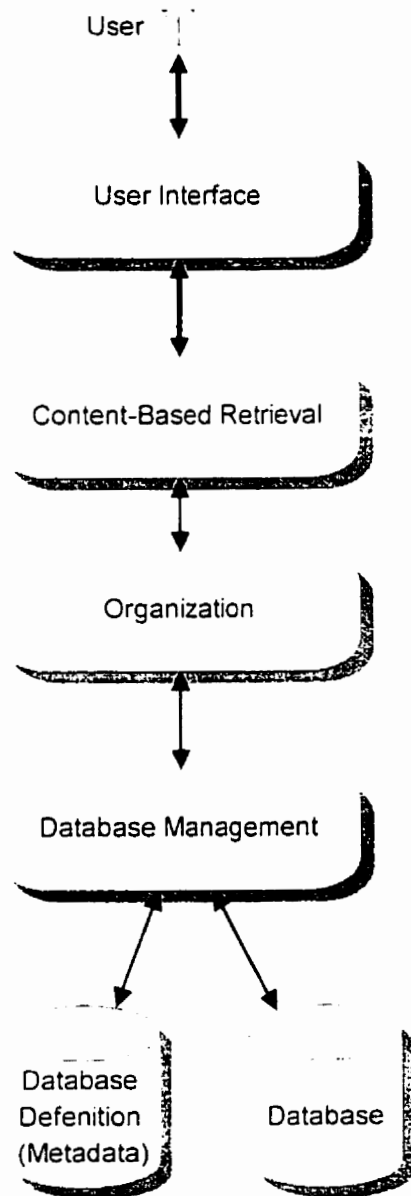 User
User Interface
Content-Based Retrieval
Organization
Database Management
Database
Defenition
(Metadata)
Database